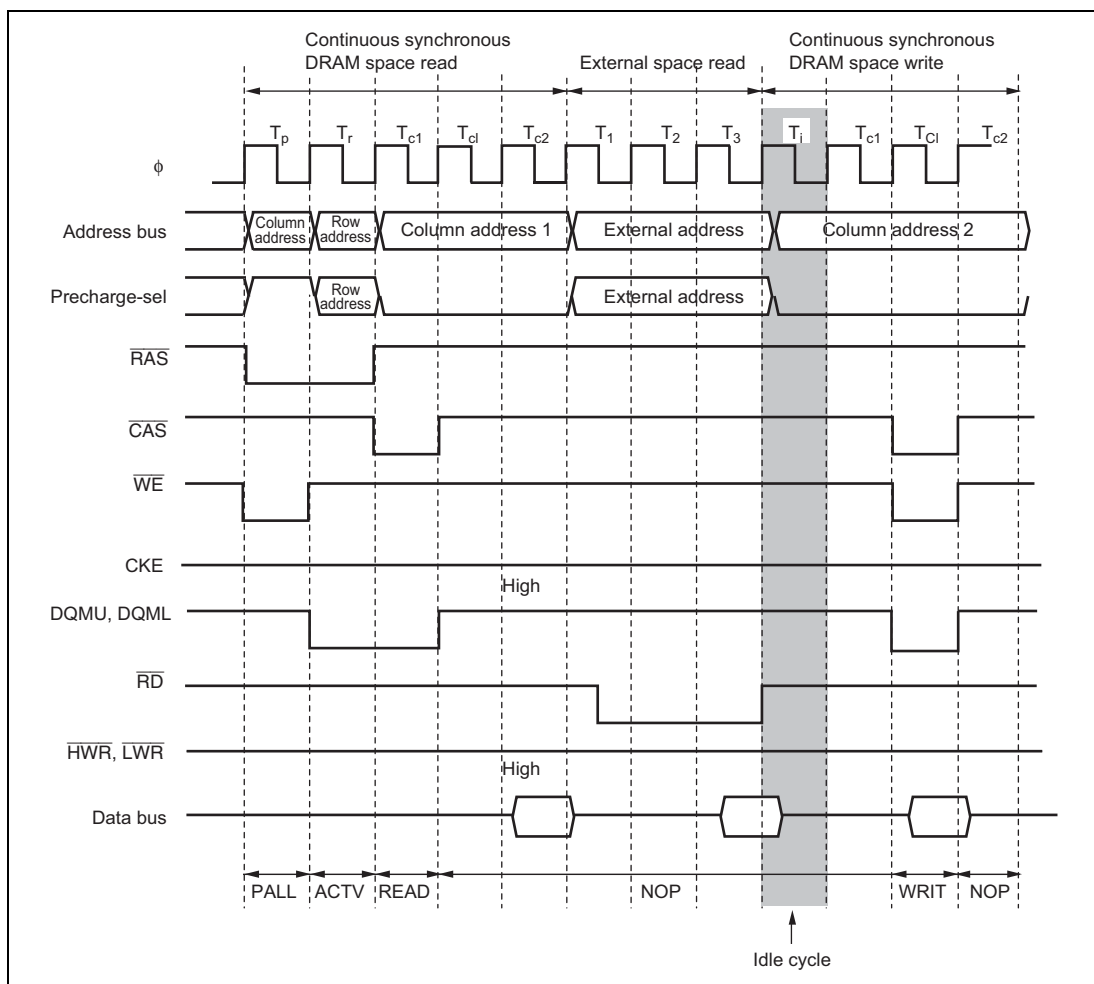 Continuous synchronous
DRAM space read
External space read
Continuous synchronous
DRAM space write
Tp Tr Tc1 Tcl Tc2 T1 T2 T3 Ti Tc1 TCl Tc2
ϕ
Address bus
Column address
Row address
Column address 1
External address
Column address 2
Precharge-sel
Row address
External address
RAS
CAS
WE
CKE
High
DQMU, DQML
RD
HWR, LWR
High
Data bus
PALL ACTV READ NOP WRIT NOP
Idle cycle